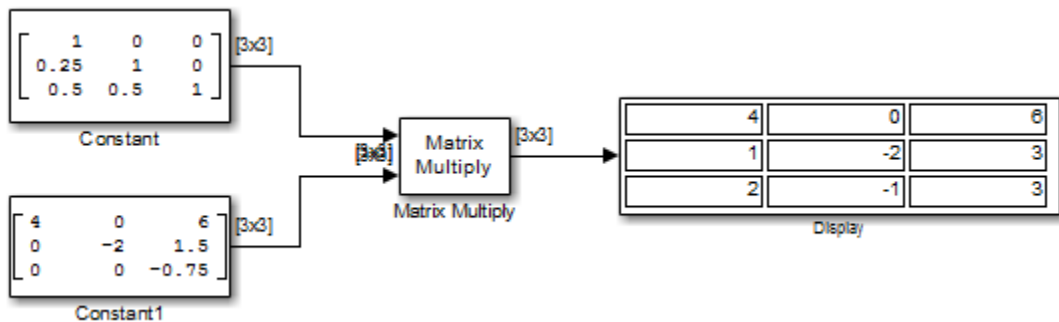 1 0 0
0.25 1 0
0.5 0.5 1
[3x3]
Constant
4 0 6
0 -2 1.5
0 0 -0.75
[3x3]
Constant1
Matrix
Multiply
Matrix Multiply
[3x3]
4 0 6
1 -2 3
2 -1 3
Display